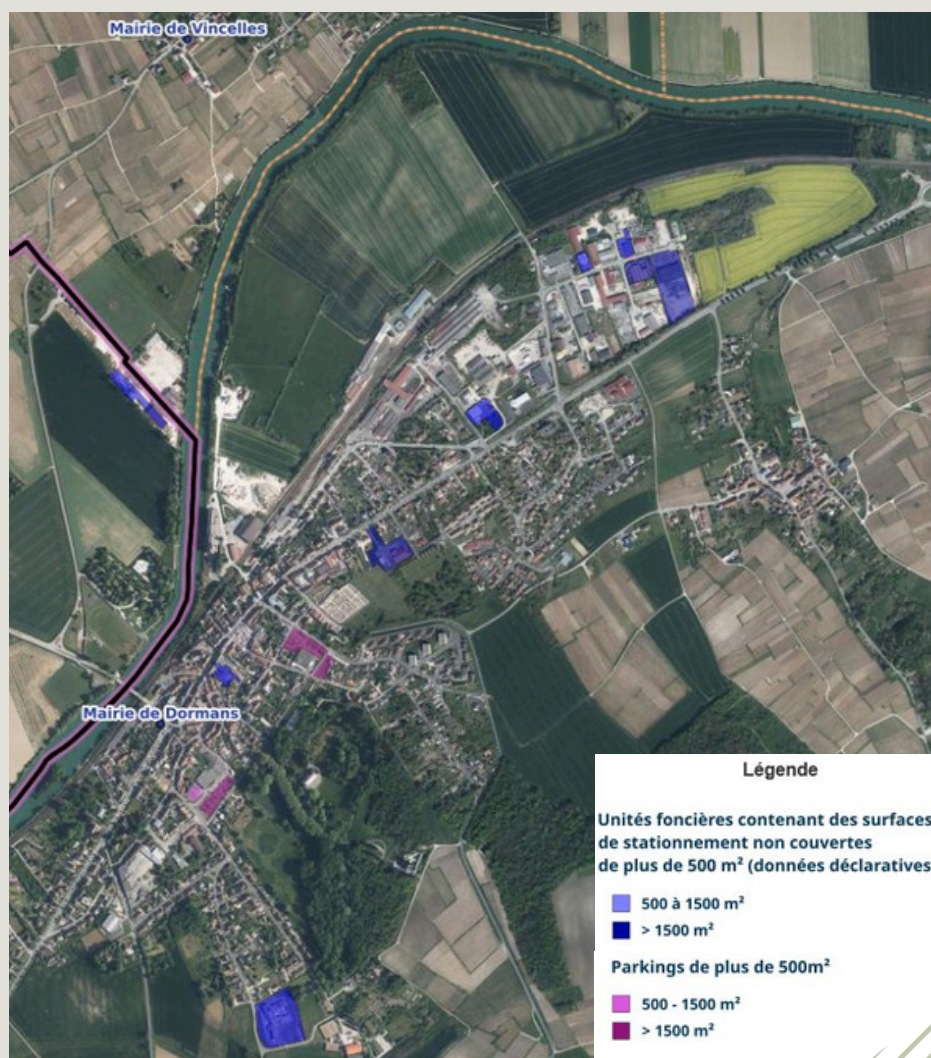 Mairie de Vincelles
Mairie de Dormans
Légende
Unités foncières contenant des surfaces
de stationnement non couvertes
de plus de 500 m² (données déclaratives
500 à 1500 m²
> 1500 m²
Parkings de plus de 500m²
500 - 1500 m²
> 1500 m²